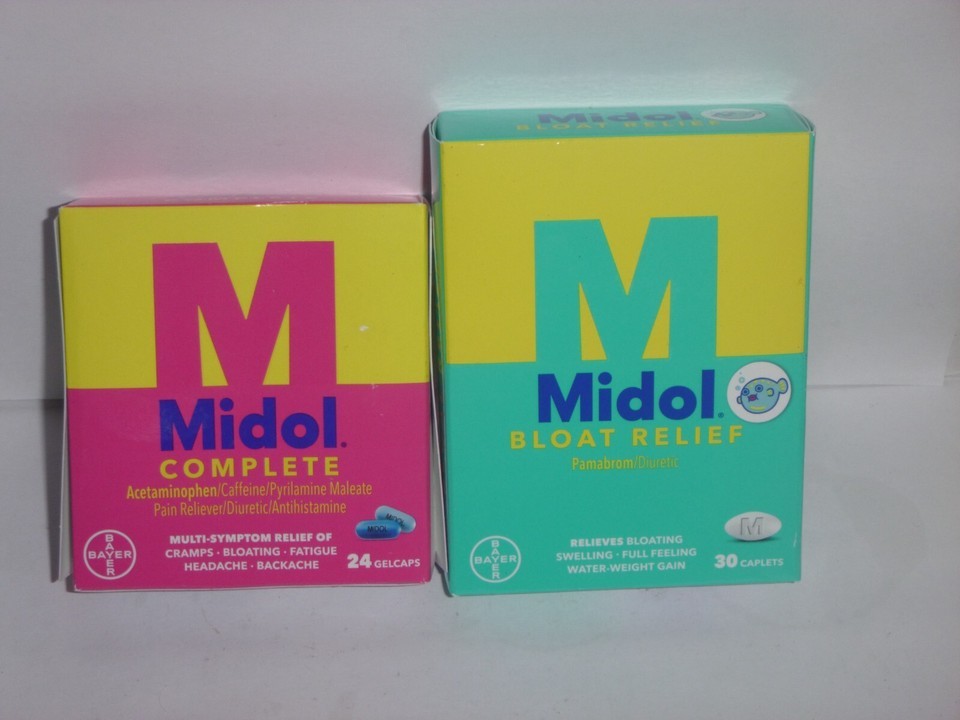 M
Midol.
COMPLETE
Acetaminophen/Caffeine/Pyrilamine Maleate
Pain Reliever/Diuretic/Antihistamine
MULTI-SYMPTOM RELIEF OF
CRAMPS · BLOATING · FATIGUE
HEADACHE · BACKACHE
BAYER
BAYER
MIDOL
MIDOL
24 GELCAPS
Midol
BLOAT RELIEF
M
Midol.
BLOAT RELIEF
Pamabrom/Diuretic
RELIEVES BLOATING
SWELLING · FULL FEELING
WATER-WEIGHT GAIN
BAYER
BAYER
M
30 CAPLETS